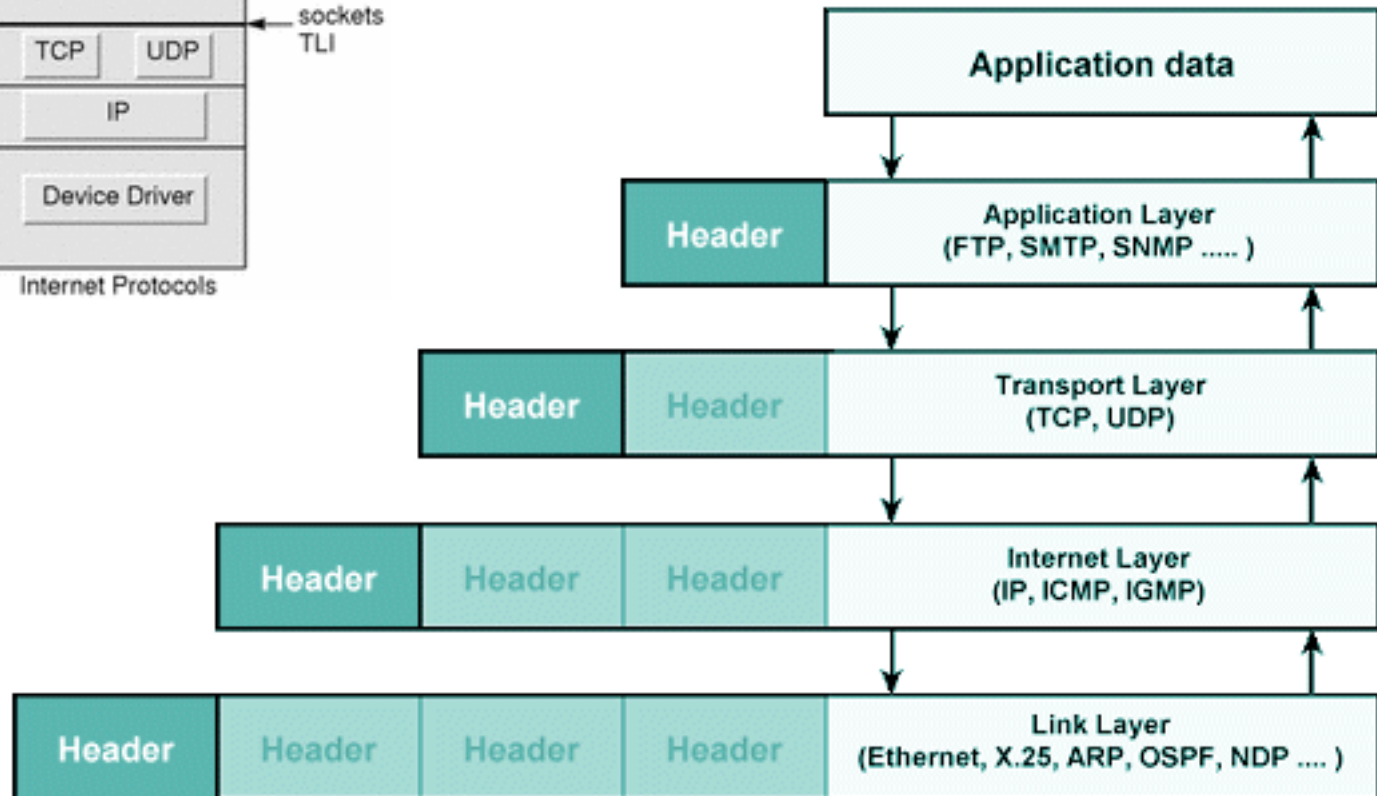 sockets
TLI
TCP UDP
IP
Device Driver
Internet Protocols
Application data
Header
Application Layer
(FTP, SMTP, SNMP ..... )
Header Header
Transport Layer
(TCP, UDP)
Header Header Header
Internet Layer
(IP, ICMP, IGMP)
Header Header Header Header
Link Layer
(Ethernet, X.25, ARP, OSPF, NDP .... )